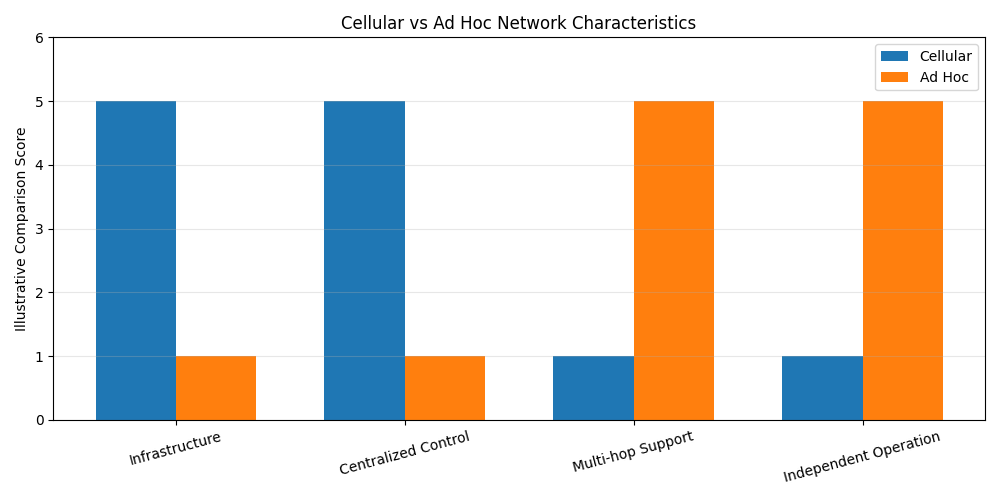 Cellular vs Ad Hoc Network Characteristics
Illustrative Comparison Score
6
5
4
3
2
1
0
Cellular
Ad Hoc
Infrastructure
Centralized Control
Multi-hop Support
Independent Operation